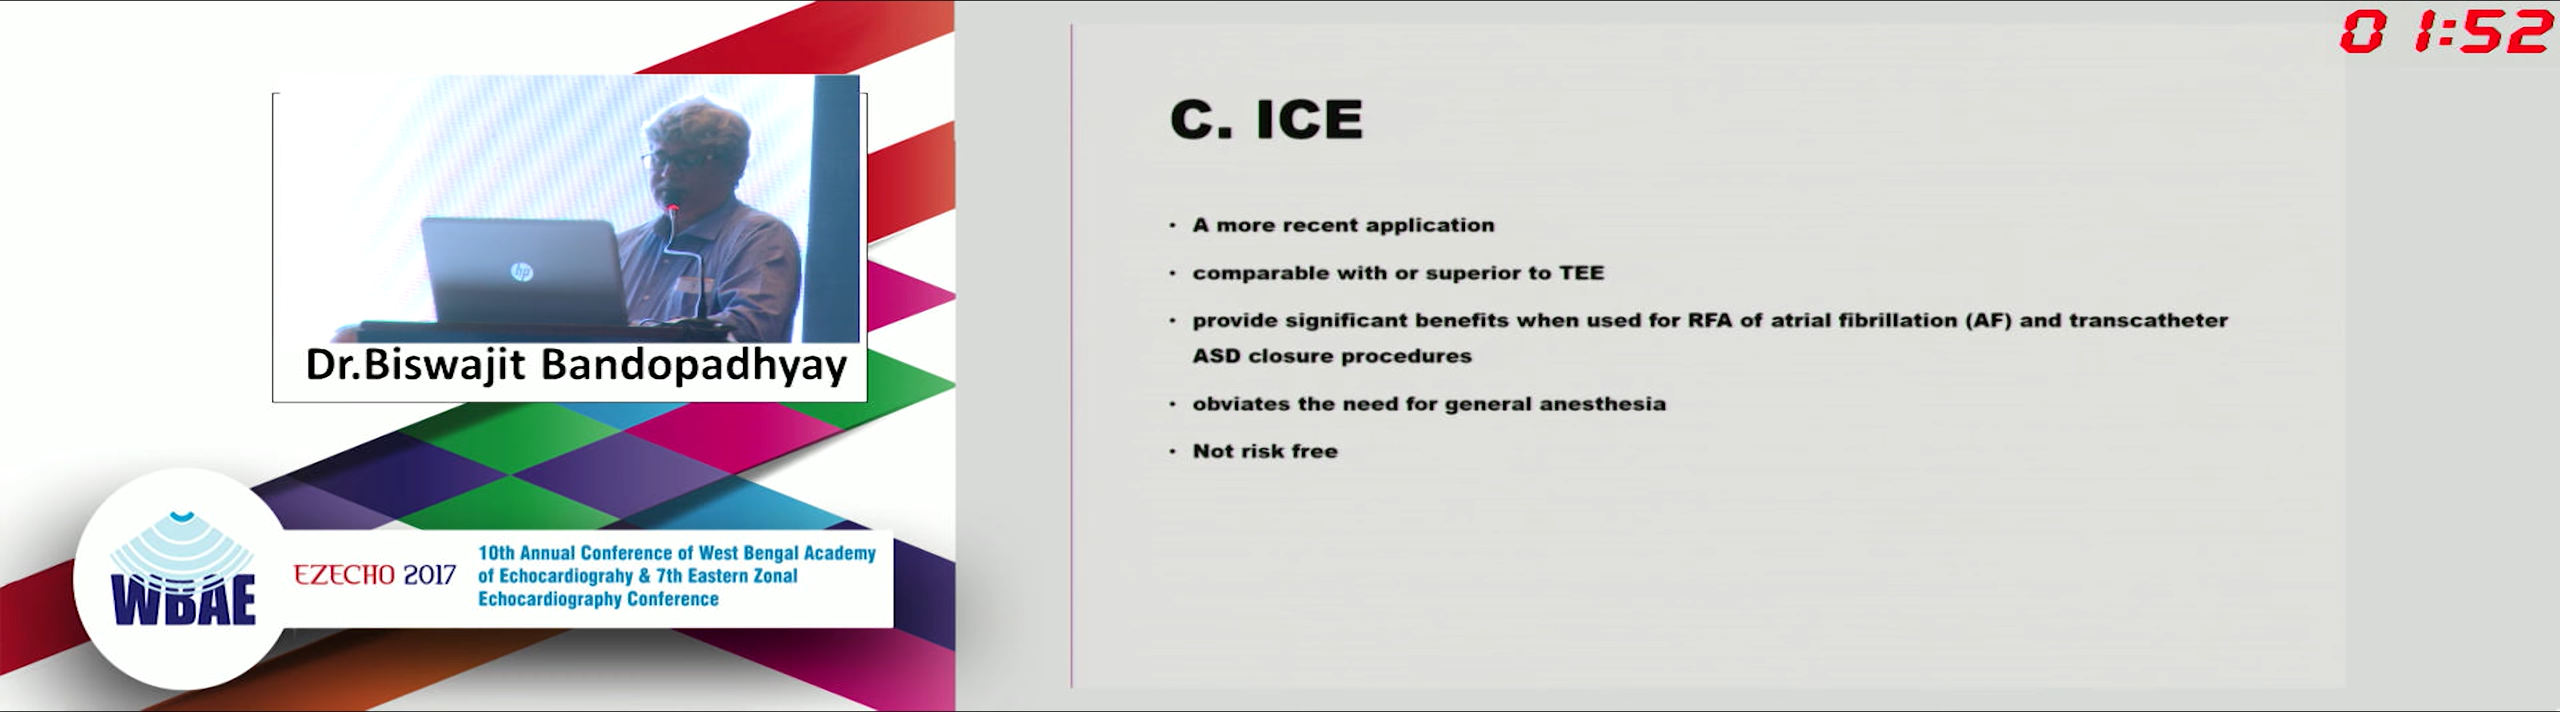 01:52
hp
Dr.Biswajit Bandopadhyay
WBAE
EZECHO 2017
10th Annual Conference of West Bengal Academy
of Echocardiograhy & 7th Eastern Zonal
Echocardiography Conference
C. ICE
• A more recent application
• comparable with or superior to TEE
• provide significant benefits when used for RFA of atrial fibrillation (AF) and transcatheter
ASD closure procedures
• obviates the need for general anesthesia
• Not risk free